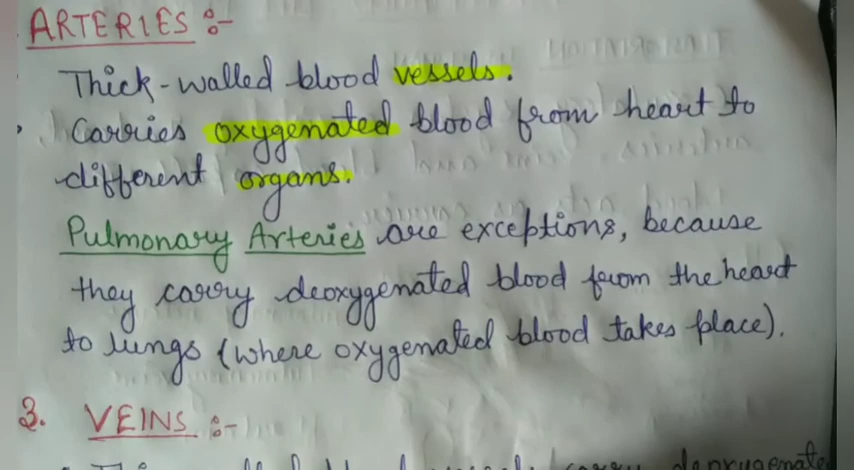 ARTERIES :-
Thick-walled blood vessels.
Carries oxygenated blood from heart to
different organs.
Pulmonary Arteries are exceptions, because
they carry deoxygenated blood from the heart
to lungs (where oxygenated blood takes place).
3. VEINS :-